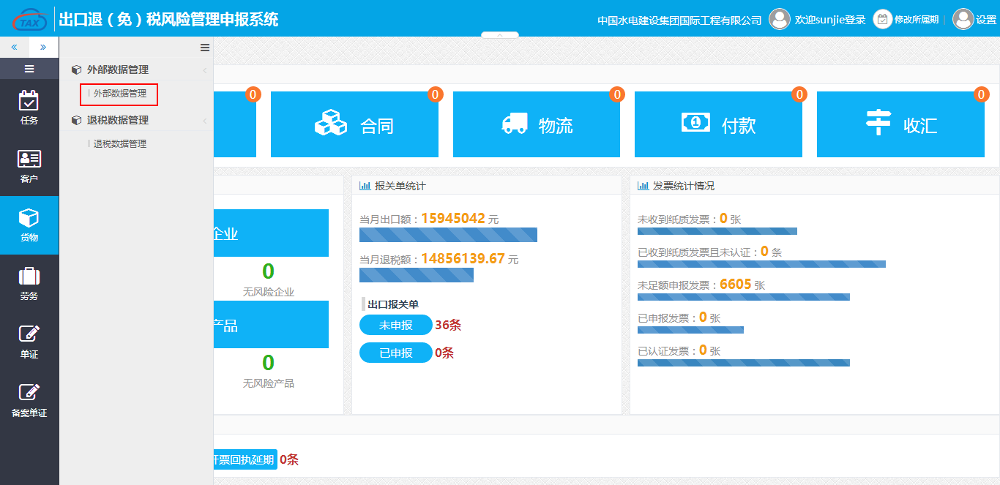 TAX
出口退（免）税风险管理申报系统
中国水电建设集团国际工程有限公司
欢迎sunjie登录
修改所属期
设置
任务
客户
货物
劳务
单证
备案单证
外部数据管理
外部数据管理
退税数据管理
退税数据管理
0
合同
0
物流
0
付款
0
收汇
0
企业
0
无风险企业
产品
0
无风险产品
报关单统计
当月出口额：15945042 元
当月退税额：14856139.67 元
出口报关单
未申报 36条
已申报 0条
发票统计情况
未收到纸质发票：0 张
已收到纸质发票且未认证：0 条
未足额申报发票：6605 张
已申报发票：0 张
已认证发票：0 张
开票回执延期 0条